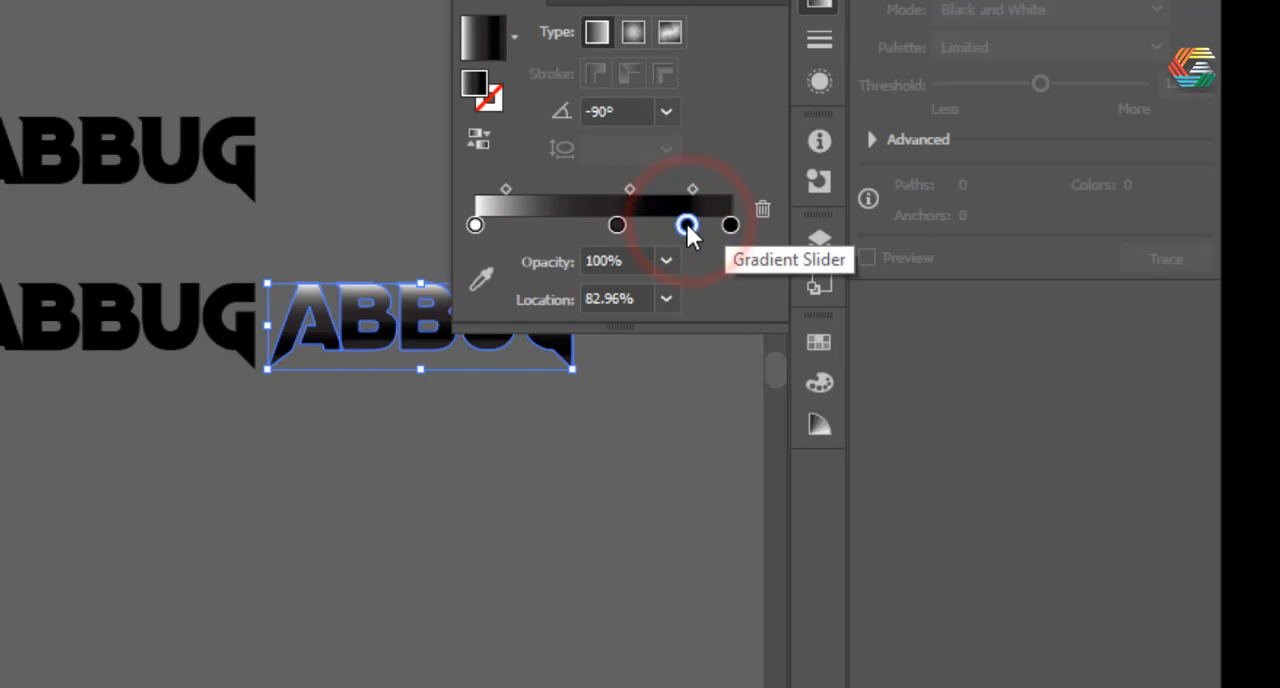 Mode: Black and White
Type:
Palette: Limited
Stroke:
Threshold:
Less More
-90°
Advanced
ABBUG
Paths: 0 Colors: 0
Anchors: 0
Gradient Slider
Preview Trace
Opacity: 100%
Location: 82.96%
ABBUG
ABBUG